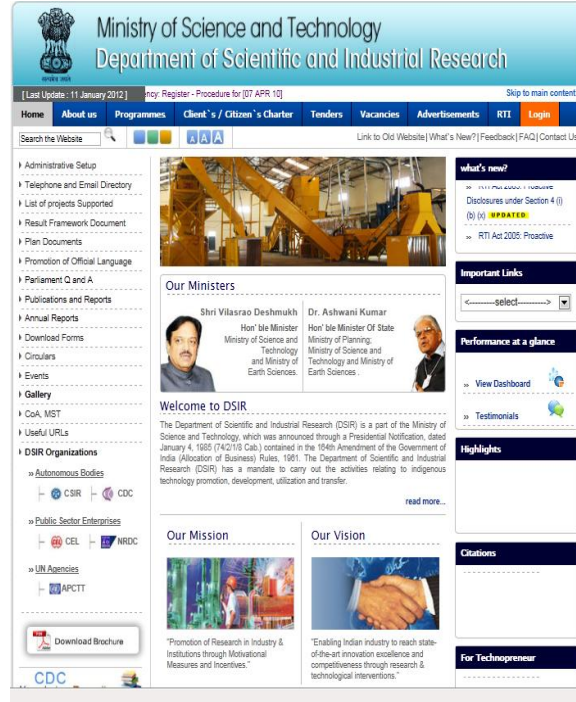 Ministry of Science and Technology
Department of Scientific and Industrial Research
सत्यमेव जयते
[ Last Update : 11 January 2012 ] ency: Register - Procedure for [07 APR 10] Skip to main content
Home About us Programmes Client`s / Citizen`s Charter Tenders Vacancies Advertisements RTI Login
Search the Website A A A Link to Old Website| What's New?| Feedback| FAQ| Contact Us
Administrative Setup
Telephone and Email Directory
List of projects Supported
Result Framework Document
Plan Documents
Promotion of Official Language
Parliament Q and A
Publications and Reports
Annual Reports
Download Forms
Circulars
Events
Gallery
CoA, MST
Useful URLs
DSIR Organizations
» Autonomous Bodies
CSIR CDC
» Public Sector Enterprises
CEL NRDC
» UN Agencies
APCTT
Download Brochure
CDC
Our Ministers
Shri Vilasrao Deshmukh
Hon' ble Minister
Ministry of Science and
Technology
and Ministry of
Earth Sciences.
Dr. Ashwani Kumar
Hon' ble Minister Of State
Ministry of Planning;
Ministry of Science and
Technology and Ministry of
Earth Sciences .
Welcome to DSIR
The Department of Scientific and Industrial Research (DSIR) is a part of the Ministry of
Science and Technology, which was announced through a Presidential Notification, dated
January 4, 1985 (74/2/1/8 Cab.) contained in the 164th Amendment of the Government of
India (Allocation of Business) Rules, 1961. The Department of Scientific and Industrial
Research (DSIR) has a mandate to carry out the activities relating to indigenous
technology promotion, development, utilization and transfer.
read more...
Our Mission
"Promotion of Research in Industry &
Institutions through Motivational
Measures and Incentives."
Our Vision
"Enabling Indian industry to reach state-
of-the-art innovation excellence and
competitiveness through research &
technological interventions."
what's new?
» RTI Act 2005: Proactive
Disclosures under Section 4 (i)
(b) (x) UPDATED
» RTI Act 2005: Proactive
Important Links
<---------select---------->
Performance at a glance
» View Dashboard
» Testimonials
Highlights
Citations
For Technopreneur